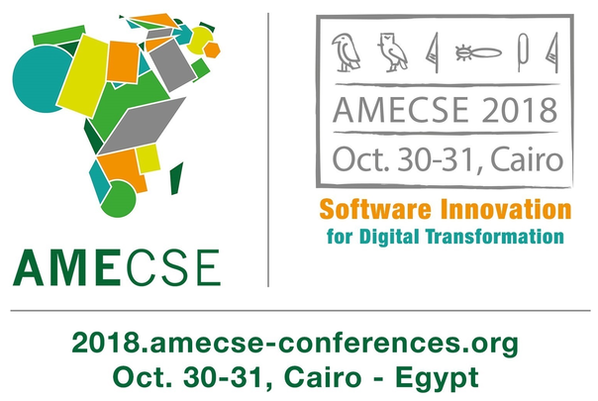 AMECSE
AMECSE 2018
Oct. 30-31, Cairo
Software Innovation
for Digital Transformation
2018.amecse-conferences.org
Oct. 30-31, Cairo - Egypt